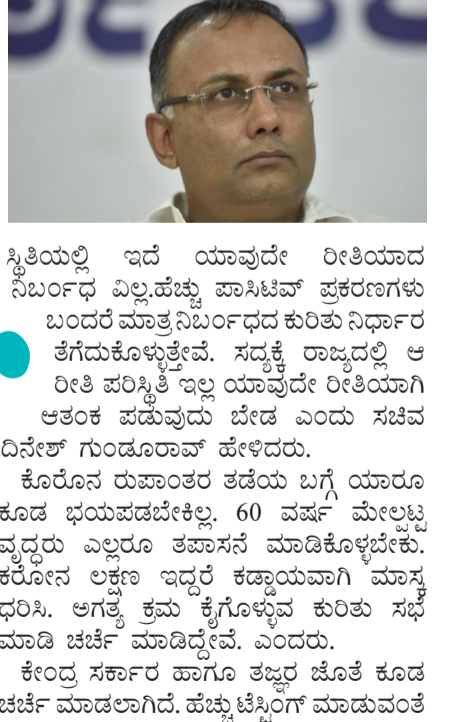 ಸ್ಥಿತಿಯಲ್ಲಿ ಇದೆ ಯಾವುದೇ ರೀತಿಯಾದ
ನಿರ್ಬಂಧ ವಿಲ್ಲ.ಹೆಚ್ಚು ಪಾಸಿಟಿವ್ ಪ್ರಕರಣಗಳು
ಬಂದರೆ ಮಾತ್ರ ನಿರ್ಬಂಧದ ಕುರಿತು ನಿರ್ಧಾರ
ತೆಗೆದುಕೊಳ್ಳುತ್ತೇವೆ. ಸದ್ಯಕ್ಕೆ ರಾಜ್ಯದಲ್ಲಿ ಆ
ರೀತಿ ಪರಿಸ್ಥಿತಿ ಇಲ್ಲ ಯಾವುದೇ ರೀತಿಯಾಗಿ
ಆತಂಕ ಪಡುವುದು ಬೇಡ ಎಂದು ಸಚಿವ
ದಿನೇಶ್ ಗುಂಡೂರಾವ್ ಹೇಳಿದರು.
ಕೊರೊನ ರುಪಾಂತರ ತಡೆಯ ಬಗ್ಗೆ ಯಾರೂ
ಕೂಡ ಭಯಪಡಬೇಕಿಲ್ಲ. 60 ವರ್ಷ ಮೇಲ್ಪಟ್ಟ
ವೃದ್ಧರು ಎಲ್ಲರೂ ತಪಾಸನೆ ಮಾಡಿಕೊಳ್ಳಬೇಕು.
ಕರೋನ ಲಕ್ಷಣ ಇದ್ದರೆ ಕಡ್ಡಾಯವಾಗಿ ಮಾಸ್ಕ್
ಧರಿಸಿ. ಅಗತ್ಯ ಕ್ರಮ ಕೈಗೊಳ್ಳುವ ಕುರಿತು ಸಭೆ
ಮಾಡಿ ಚರ್ಚೆ ಮಾಡಿದ್ದೇವೆ. ಎಂದರು.
ಕೇಂದ್ರ ಸರ್ಕಾರ ಹಾಗೂ ತಜ್ಞರ ಜೊತೆ ಕೂಡ
ಚರ್ಚೆ ಮಾಡಲಾಗಿದೆ. ಹೆಚ್ಚು ಟೆಸ್ಟಿಂಗ್ ಮಾಡುವಂತೆ